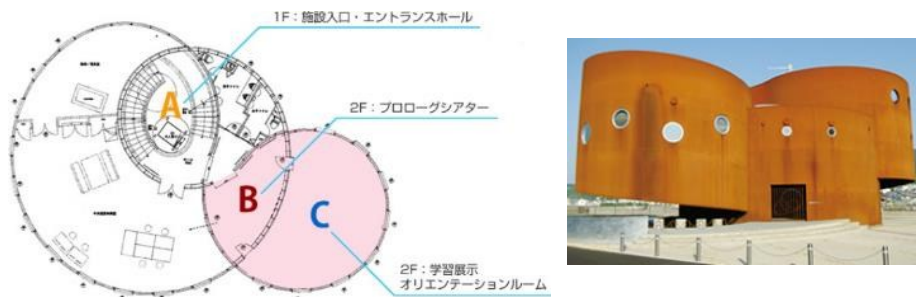 1F：施設入口・エントランスホール
A
2F：プロローグシアター
B
C
2F：学習展示
オリエンテーションルーム